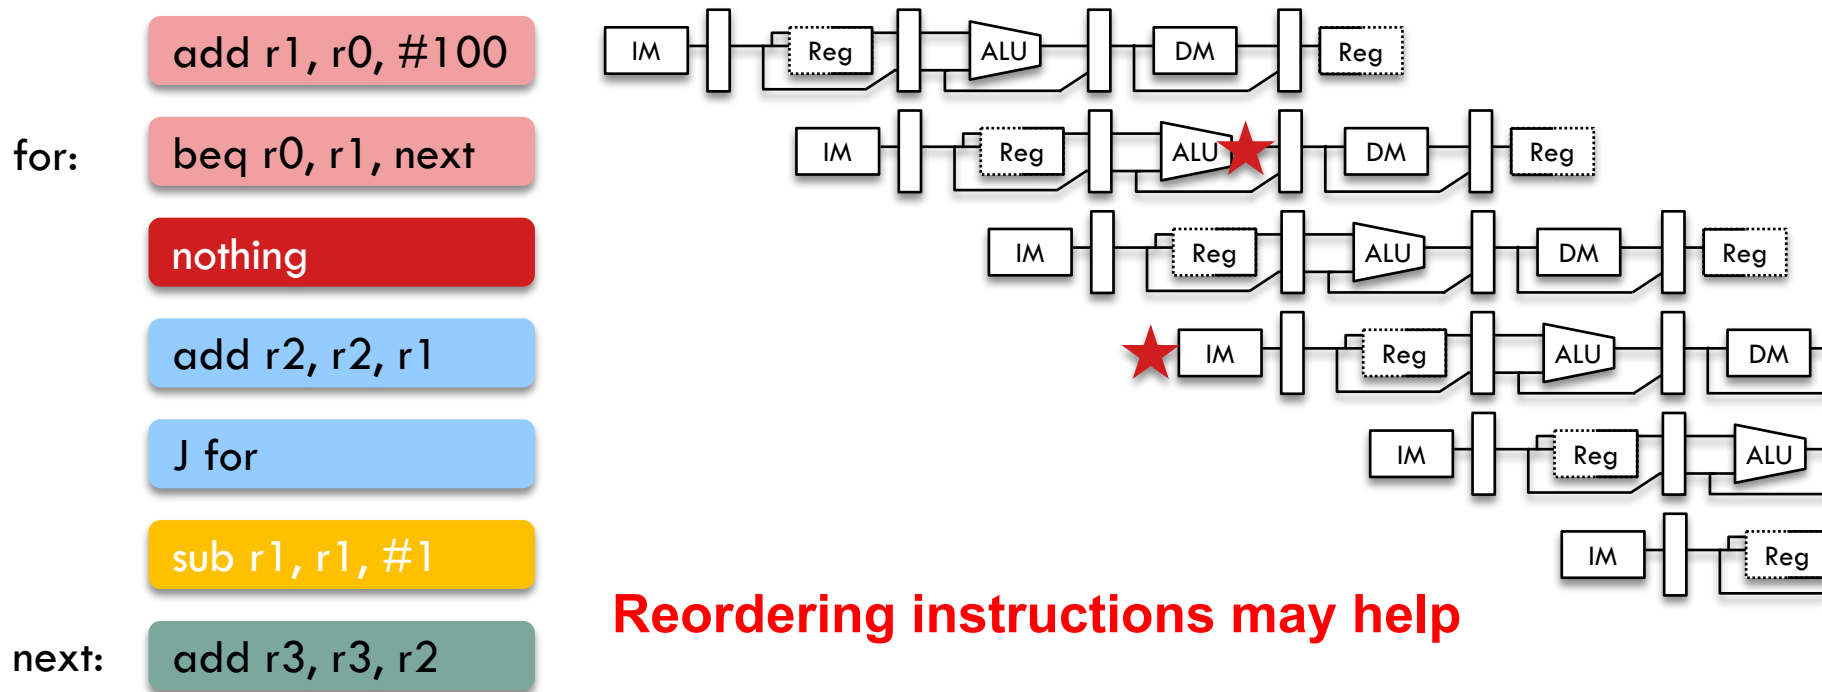 add r1, r0, #100
IM Reg ALU DM Reg
for:
beq r0, r1, next
IM Reg ALU DM Reg
nothing
IM Reg ALU DM Reg
add r2, r2, r1
IM Reg ALU DM
J for
IM Reg ALU
sub r1, r1, #1
IM Reg
Reordering instructions may help
next:
add r3, r3, r2